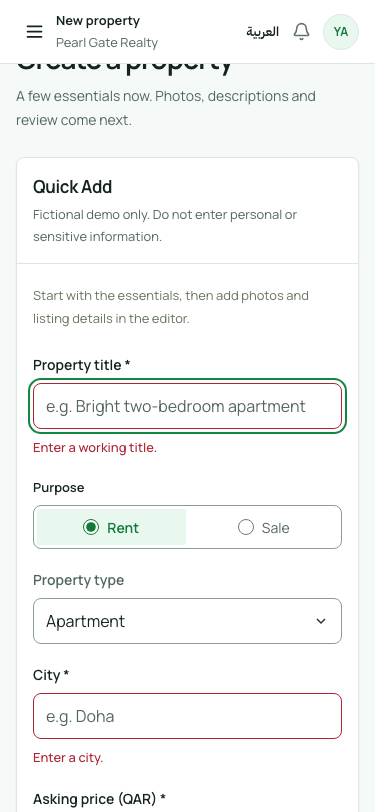 New property
Pearl Gate Realty
العربية
YA
Create a property
A few essentials now. Photos, descriptions and
review come next.
Quick Add
Fictional demo only. Do not enter personal or
sensitive information.
Start with the essentials, then add photos and
listing details in the editor.
Property title *
e.g. Bright two-bedroom apartment
Enter a working title.
Purpose
Rent
Sale
Property type
Apartment
City *
e.g. Doha
Enter a city.
Asking price (QAR) *